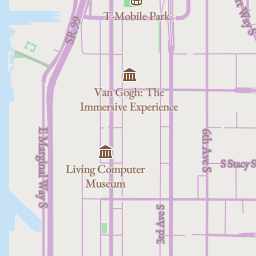 T-Mobile Park
SR 99
Way S
Van Gogh: The
Immersive Experience
E Marginal Way S
6th Ave S
S Stacy S
Living Computer
Museum
3rd Ave S